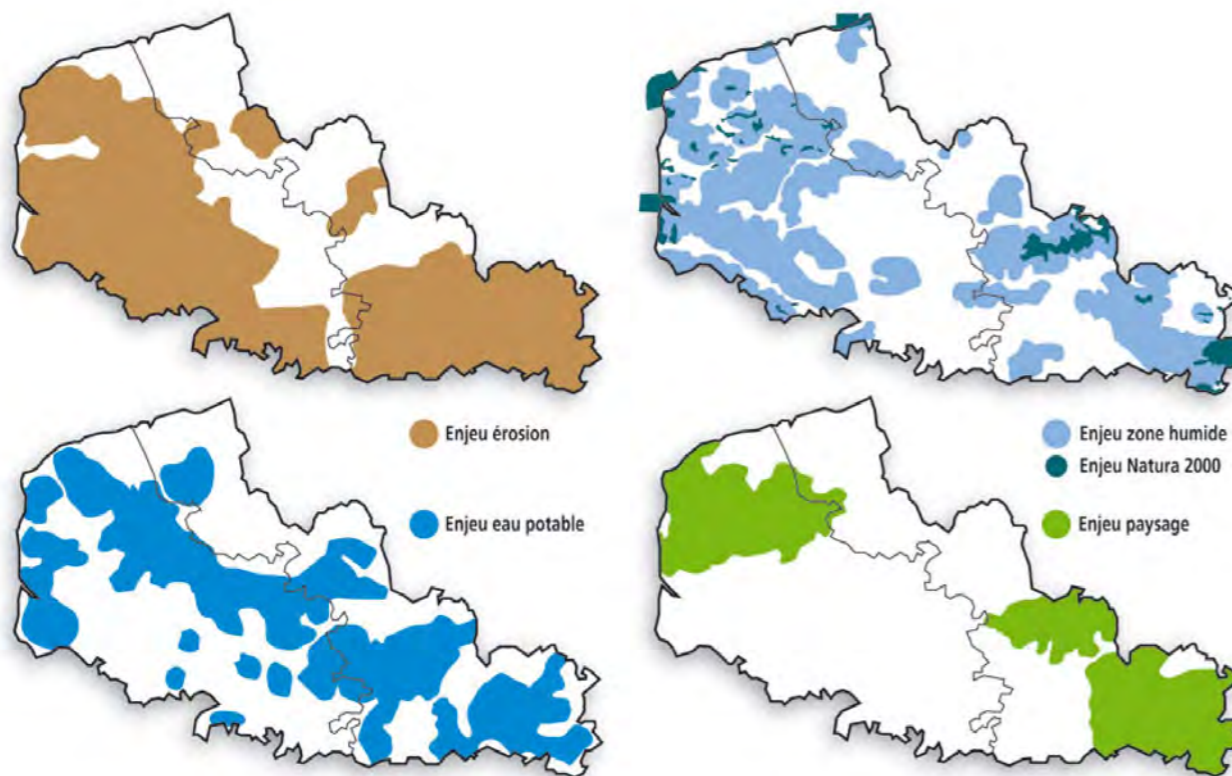 Enjeu érosion
Enjeu eau potable
Enjeu zone humide
Enjeu Natura 2000
Enjeu paysage